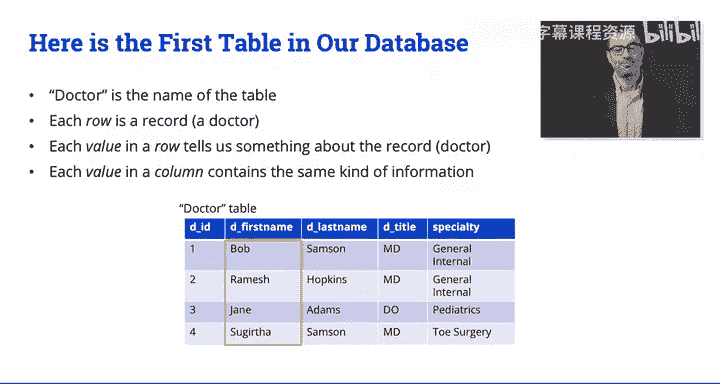 Here is the First Table in Our Database
字幕课程资源 bilibili
• “Doctor” is the name of the table
• Each row is a record (a doctor)
• Each value in a row tells us something about the record (doctor)
• Each value in a column contains the same kind of information
“Doctor” table
d_id d_firstname d_lastname d_title specialty
1 Bob Samson MD General
Internal
2 Ramesh Hopkins MD General
Internal
3 Jane Adams DO Pediatrics
4 Sugirtha Samson MD Toe Surgery